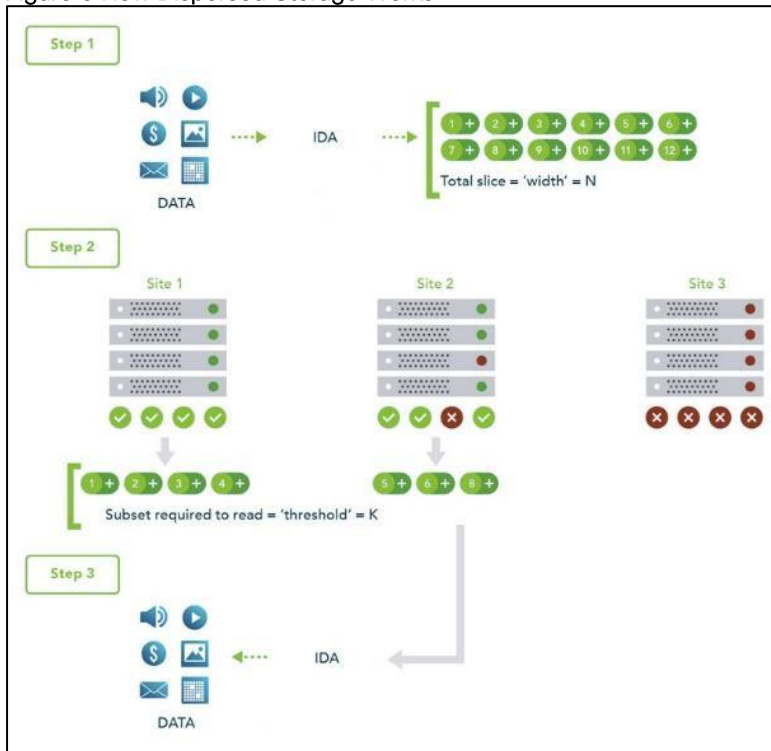 Step 1
1 + 2 + 3 + 4 + 5 + 6 +
IDA
7 + 8 + 9 + 10 + 11 + 12 +
$
Total slice = 'width' = N
DATA
Step 2
Site 1 Site 2 Site 3
1 + 2 + 3 + 4 + 5 + 6 + 8 +
Subset required to read = 'threshold' = K
Step 3
$
IDA
DATA